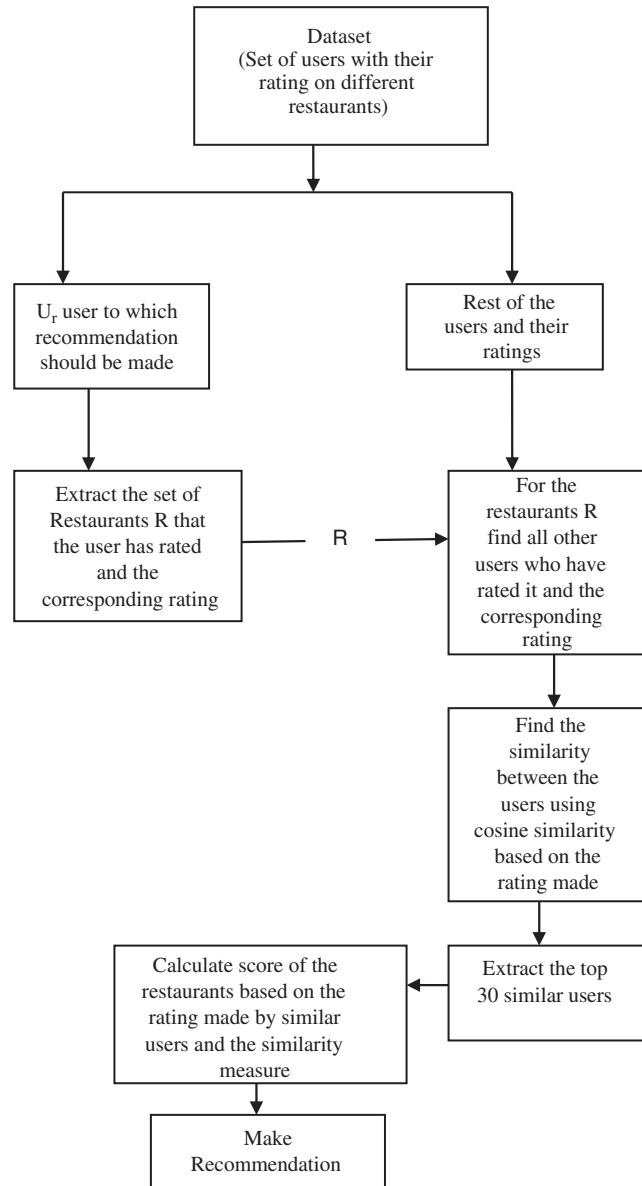 Dataset
(Set of users with their
rating on different
restaurants)
Ur user to which
recommendation
should be made
Rest of the
users and their
ratings
Extract the set of
Restaurants R that
the user has rated
and the
corresponding rating
R
For the
restaurants R
find all other
users who have
rated it and the
corresponding
rating
Find the
similarity
between the
users using
cosine similarity
based on the
rating made
Extract the top
30 similar users
Calculate score of the
restaurants based on the
rating made by similar
users and the similarity
measure
Make
Recommendation